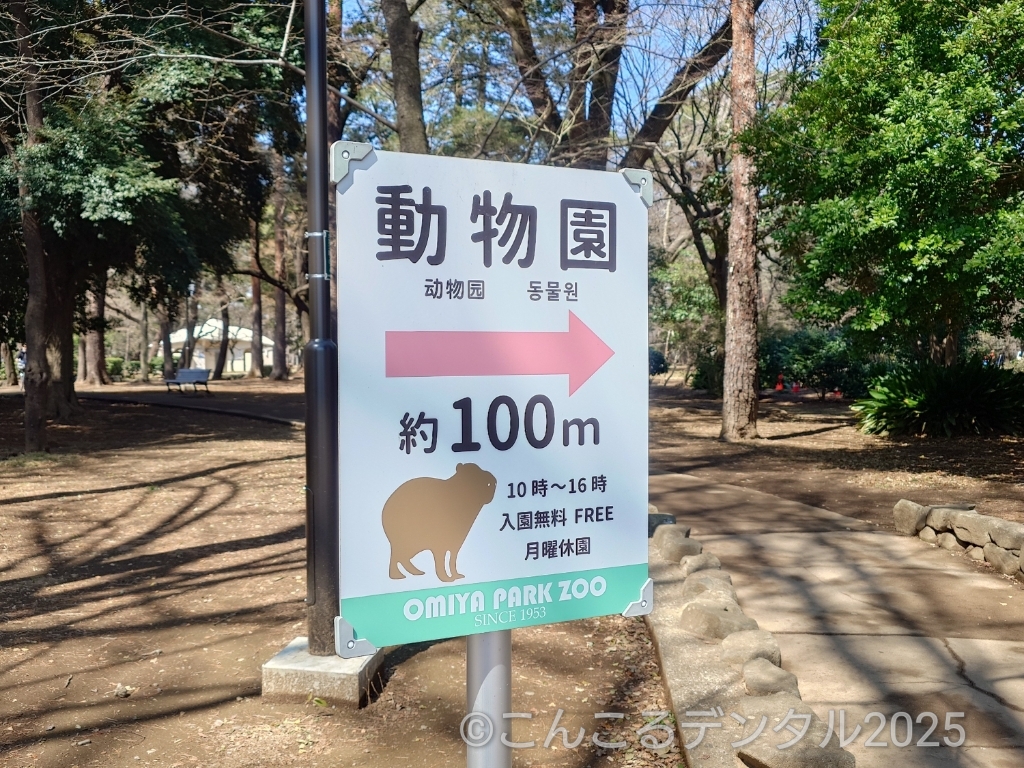 動物園
动物园 동물원
約100m
10時～16時
入園無料 FREE
月曜休園
OMIYA PARK ZOO
SINCE 1953
©こんころデンタル2025